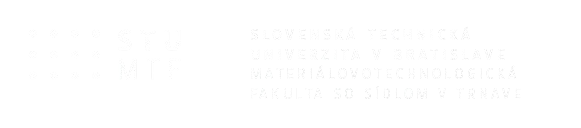 STU
MTF
SLOVENSKÁ TECHNICKÁ
UNIVERZITA V BRATISLAVE
MATERIÁLOVOTECHNOLOGICKÁ
FAKULTA SO SÍDLOM V TRNAVE